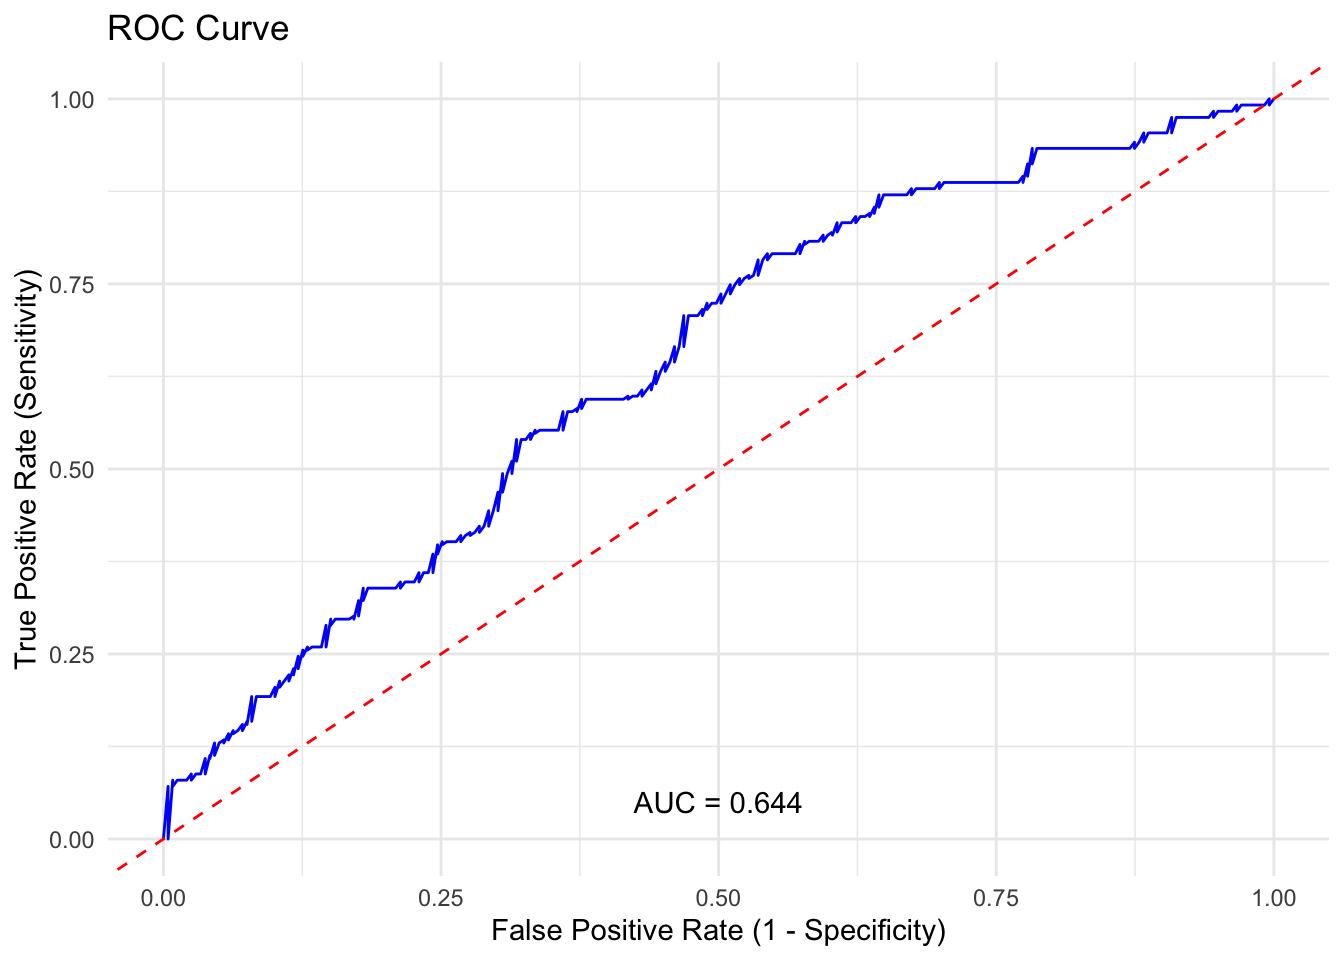 ROC Curve
1.00
0.75
0.50
0.25
0.00
True Positive Rate (Sensitivity)
AUC = 0.644
0.00 0.25 0.50 0.75 1.00
False Positive Rate (1 - Specificity)